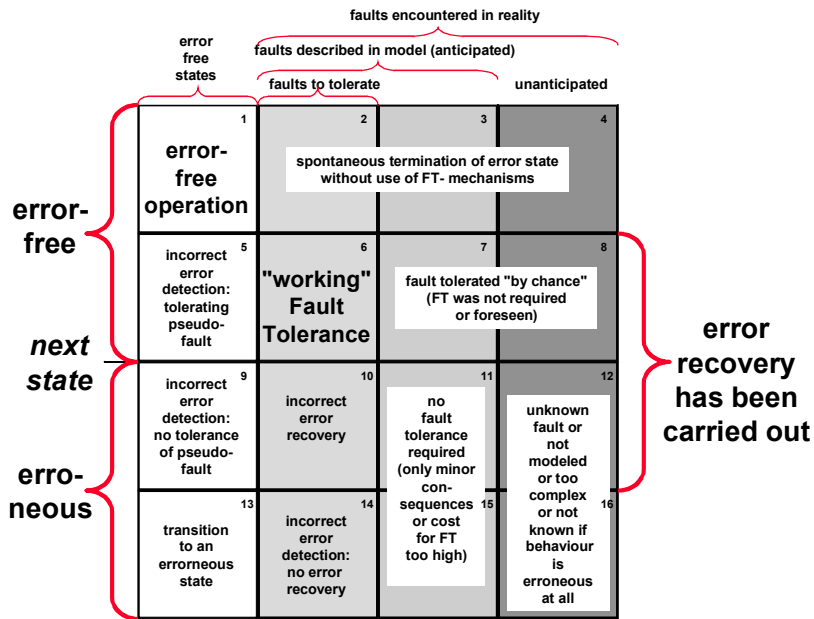 faults encountered in reality
error
free
states
faults described in model (anticipated)
faults to tolerate
unanticipated
1
error-
free
operation
2
3
4
spontaneous termination of error state
without use of FT- mechanisms
error-
free
5
incorrect
error
detection:
tolerating
pseudo-
fault
6
"working"
Fault
Tolerance
7
8
fault tolerated "by chance"
(FT was not required
or foreseen)
error
recovery
has been
carried out
next
state
9
incorrect
error
detection:
no tolerance
of pseudo-
fault
10
incorrect
error
recovery
11
no
fault
tolerance
required
(only minor
con-
sequences
or cost
for FT
too high)
12
unknown
fault or
not
modeled
or too
complex
or not
known if
behaviour
is
erroneous
at all
erro-
neous
13
transition
to an
errorneous
state
14
incorrect
error
detection:
no error
recovery
15
16